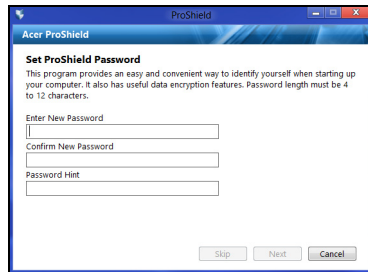 ProShield
Acer ProShield
Set ProShield Password
This program provides an easy and convenient way to identify yourself when starting up
your computer. It also has useful data encryption features. Password length must be 4
to 12 characters.
Enter New Password
Confirm New Password
Password Hint
Skip Next Cancel